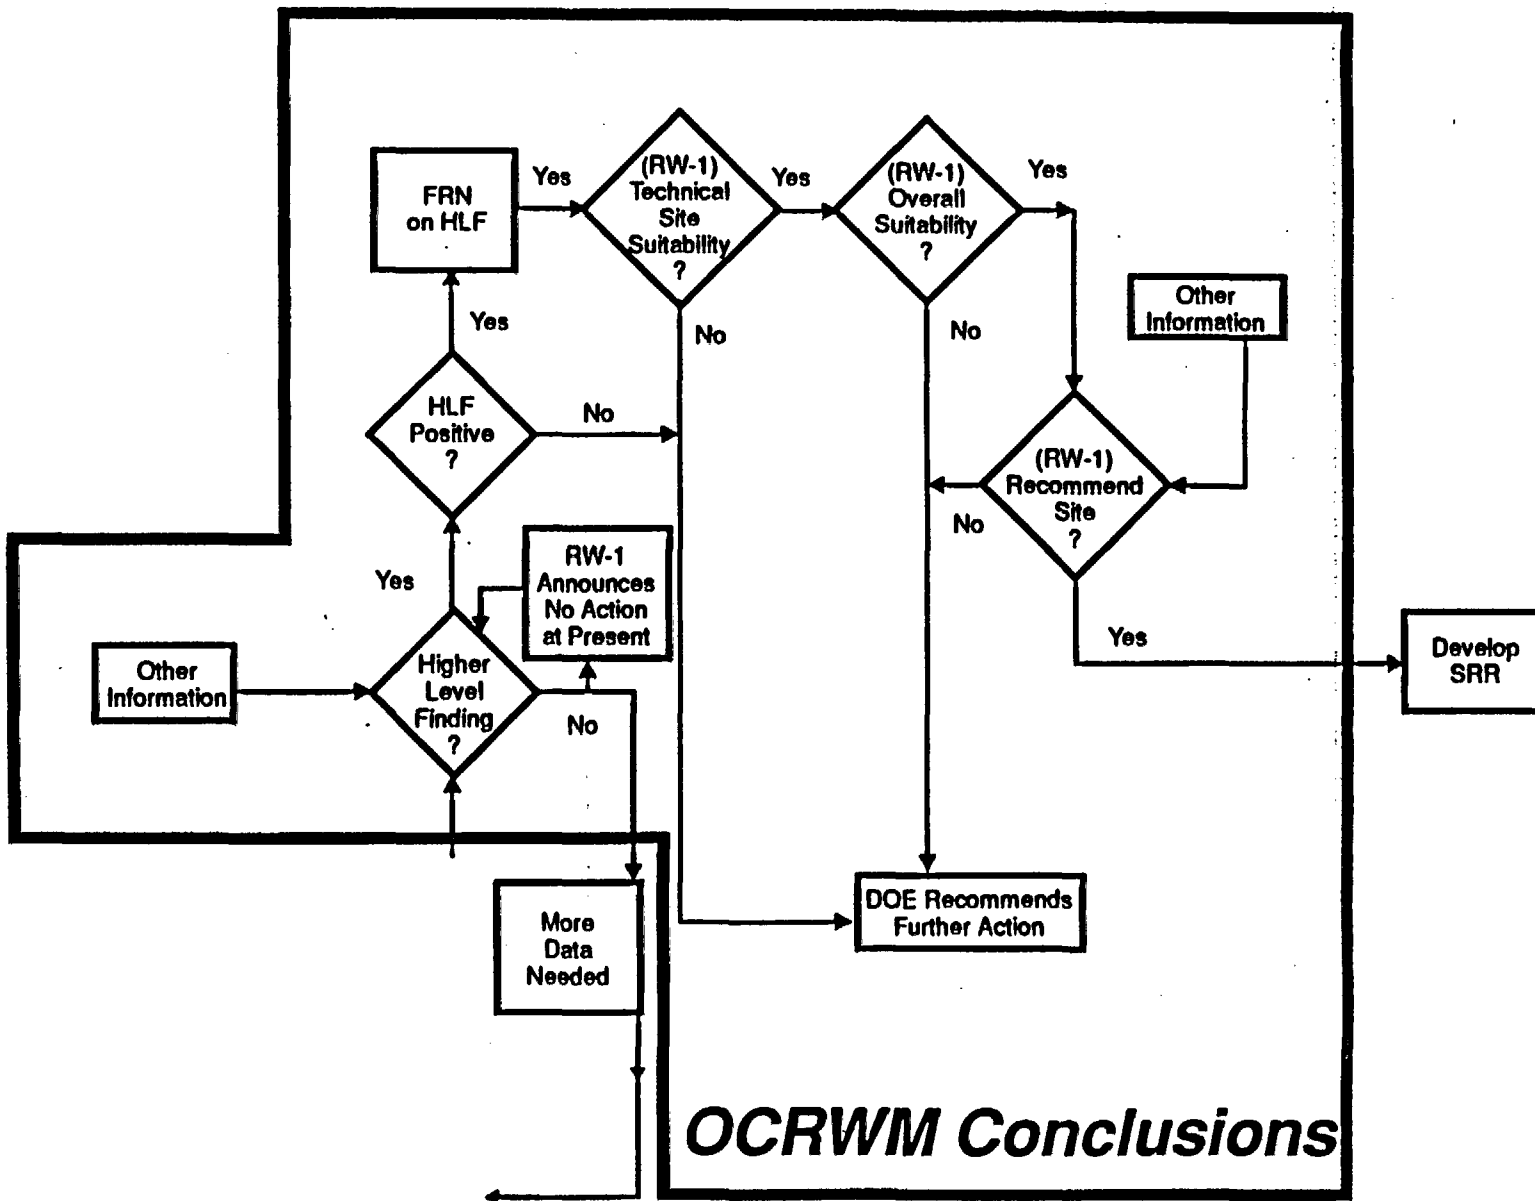 (RW-1)
Technical
Site
Suitability
?
(RW-1)
Overall
Suitability
?
FRN
on HLF
Yes
Yes
Yes
Other
Information
Yes
No
No
HLF
Positive
?
No
(RW-1)
Recommend
Site
?
No
RW-1
Announces
No Action
at Present
Yes
Other
Information
Higher
Level
Finding
?
No
Yes
Develop
SRR
DOE Recommends
Further Action
More
Data
Needed
OCRWM Conclusions